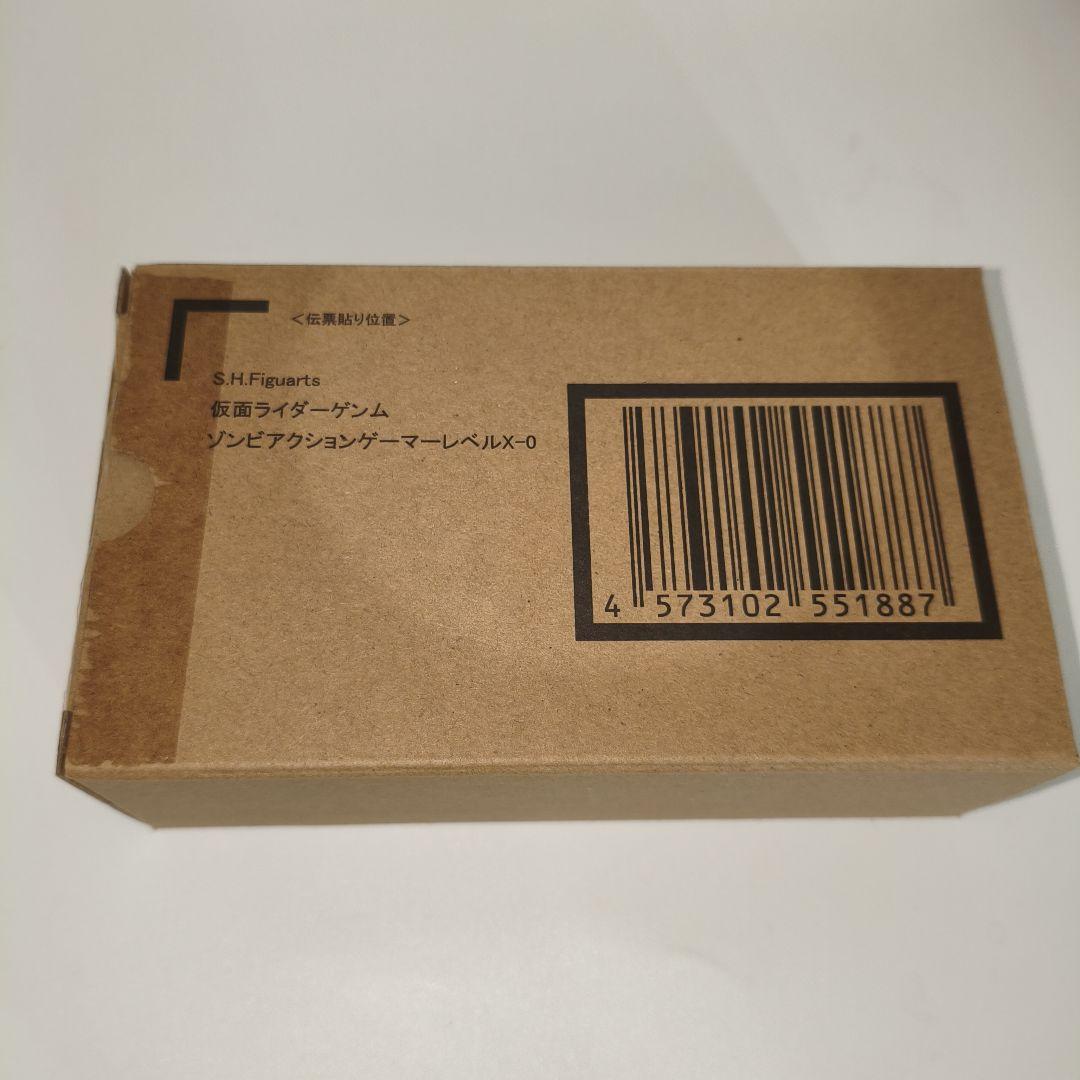 ＜伝票貼り位置＞
S.H.Figuarts
仮面ライダーゲンム
ゾンビアクションゲーマーレベルX-0
4 573102 551887